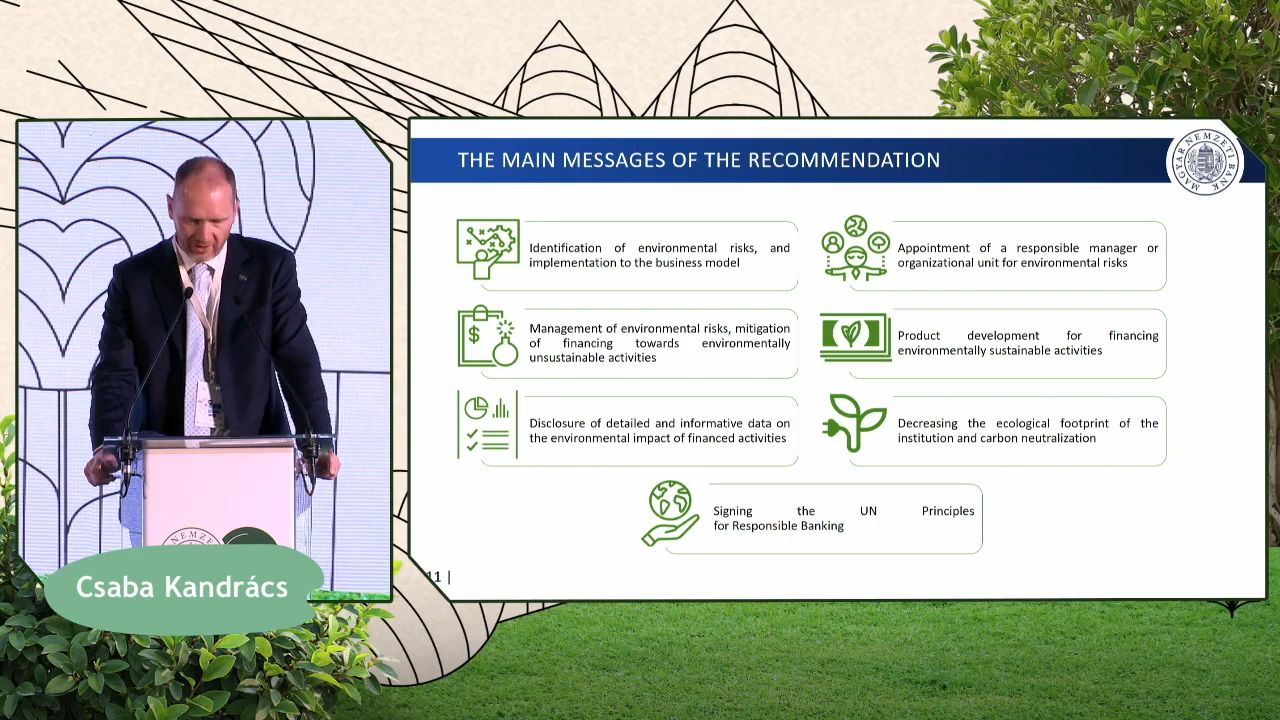 THE MAIN MESSAGES OF THE RECOMMENDATION
MAGYAR NEMZETI BANK
Identification of environmental risks, and
implementation to the business model
Appointment of a responsible manager or
organizational unit for environmental risks
Management of environmental risks, mitigation
of financing towards environmentally
unsustainable activities
$
Product development for financing
environmentally sustainable activities
Disclosure of detailed and informative data on
the environmental impact of financed activities
Decreasing the ecological footprint of the
institution and carbon neutralization
Signing the UN Principles
for Responsible Banking
11 |
Csaba Kandrács